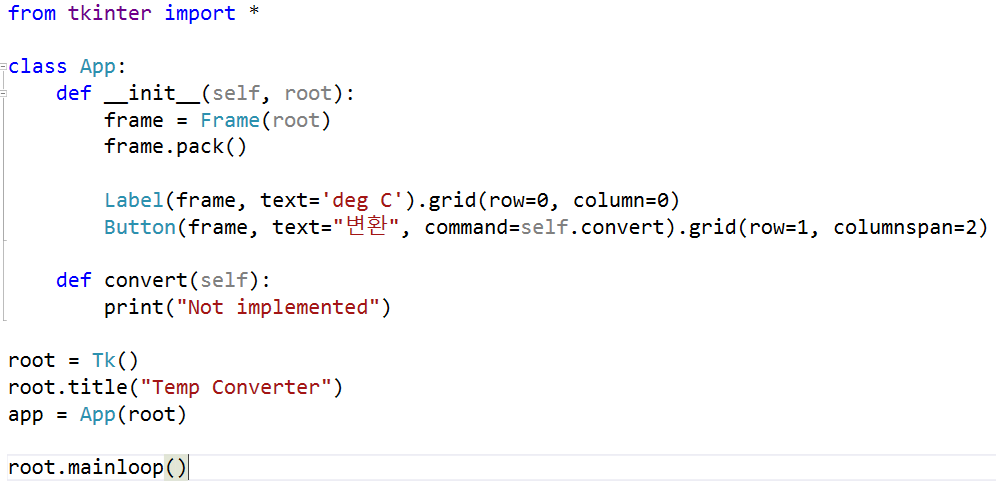 from tkinter import *
class App:
    def __init__(self, root):
        frame = Frame(root)
        frame.pack()
        Label(frame, text='deg C').grid(row=0, column=0)
        Button(frame, text="변환", command=self.convert).grid(row=1, columnspan=2)
    def convert(self):
        print("Not implemented")
root = Tk()
root.title("Temp Converter")
app = App(root)
root.mainloop()